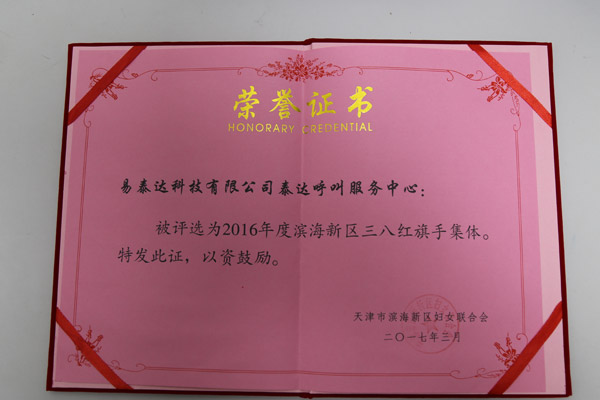 荣誉证书
HONORARY CREDENTIAL
易泰达科技有限公司泰达呼叫服务中心：
被评选为2016年度滨海新区三八红旗手集体。
特发此证，以资鼓励。
天津市滨海新区妇女联合会
二〇一七年三月